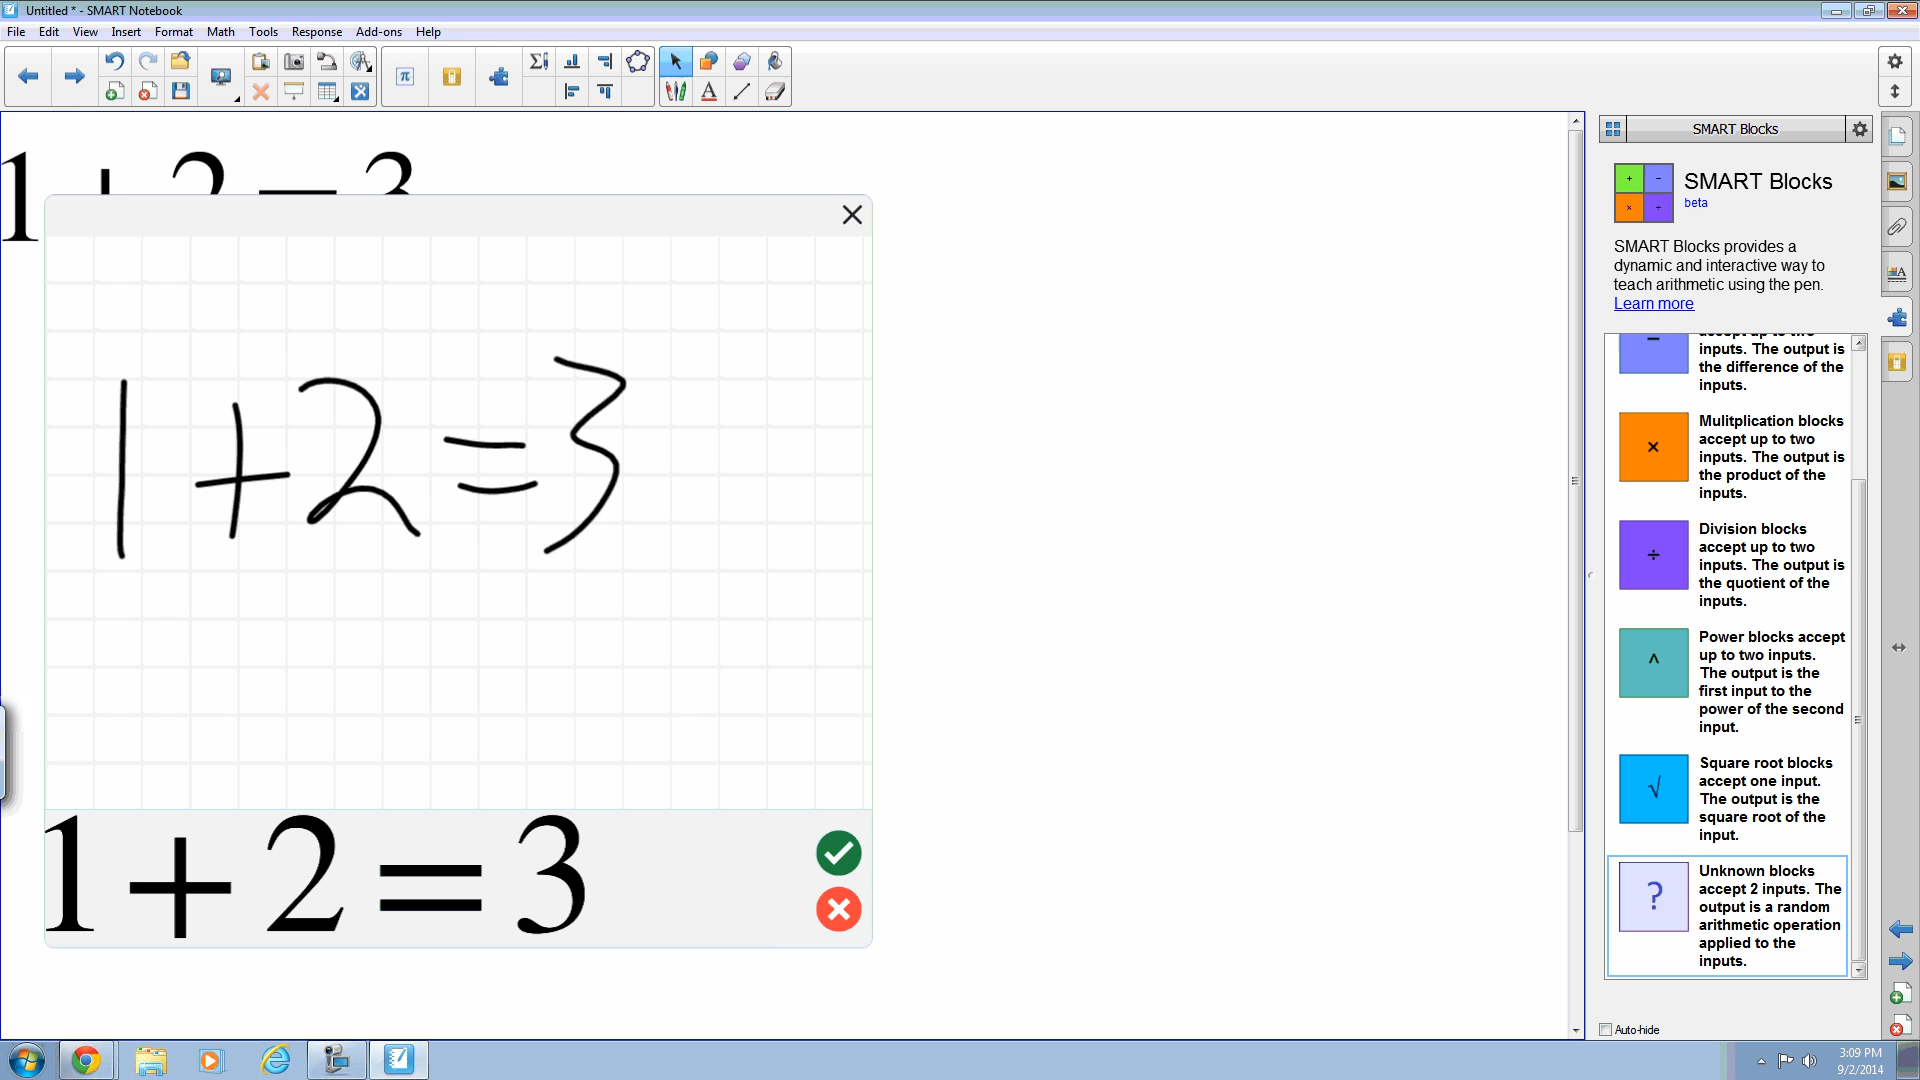 Untitled * - SMART Notebook
File Edit View Insert Format Math Tools Response Add-ons Help
1 + 2 = 3
1 + 2 = 3
1 + 2 = 3
SMART Blocks
SMART Blocks
beta
SMART Blocks provides a
dynamic and interactive way to
teach arithmetic using the pen.
Learn more
accept up to two
inputs. The output is
the difference of the
inputs.
Mulitplication blocks
accept up to two
inputs. The output is
the product of the
inputs.
Division blocks
accept up to two
inputs. The output is
the quotient of the
inputs.
Power blocks accept
up to two inputs.
The output is the
first input to the
power of the second
input.
Square root blocks
accept one input.
The output is the
square root of the
input.
Unknown blocks
accept 2 inputs. The
output is a random
arithmetic operation
applied to the
inputs.
Auto-hide
3:09 PM
9/2/2014